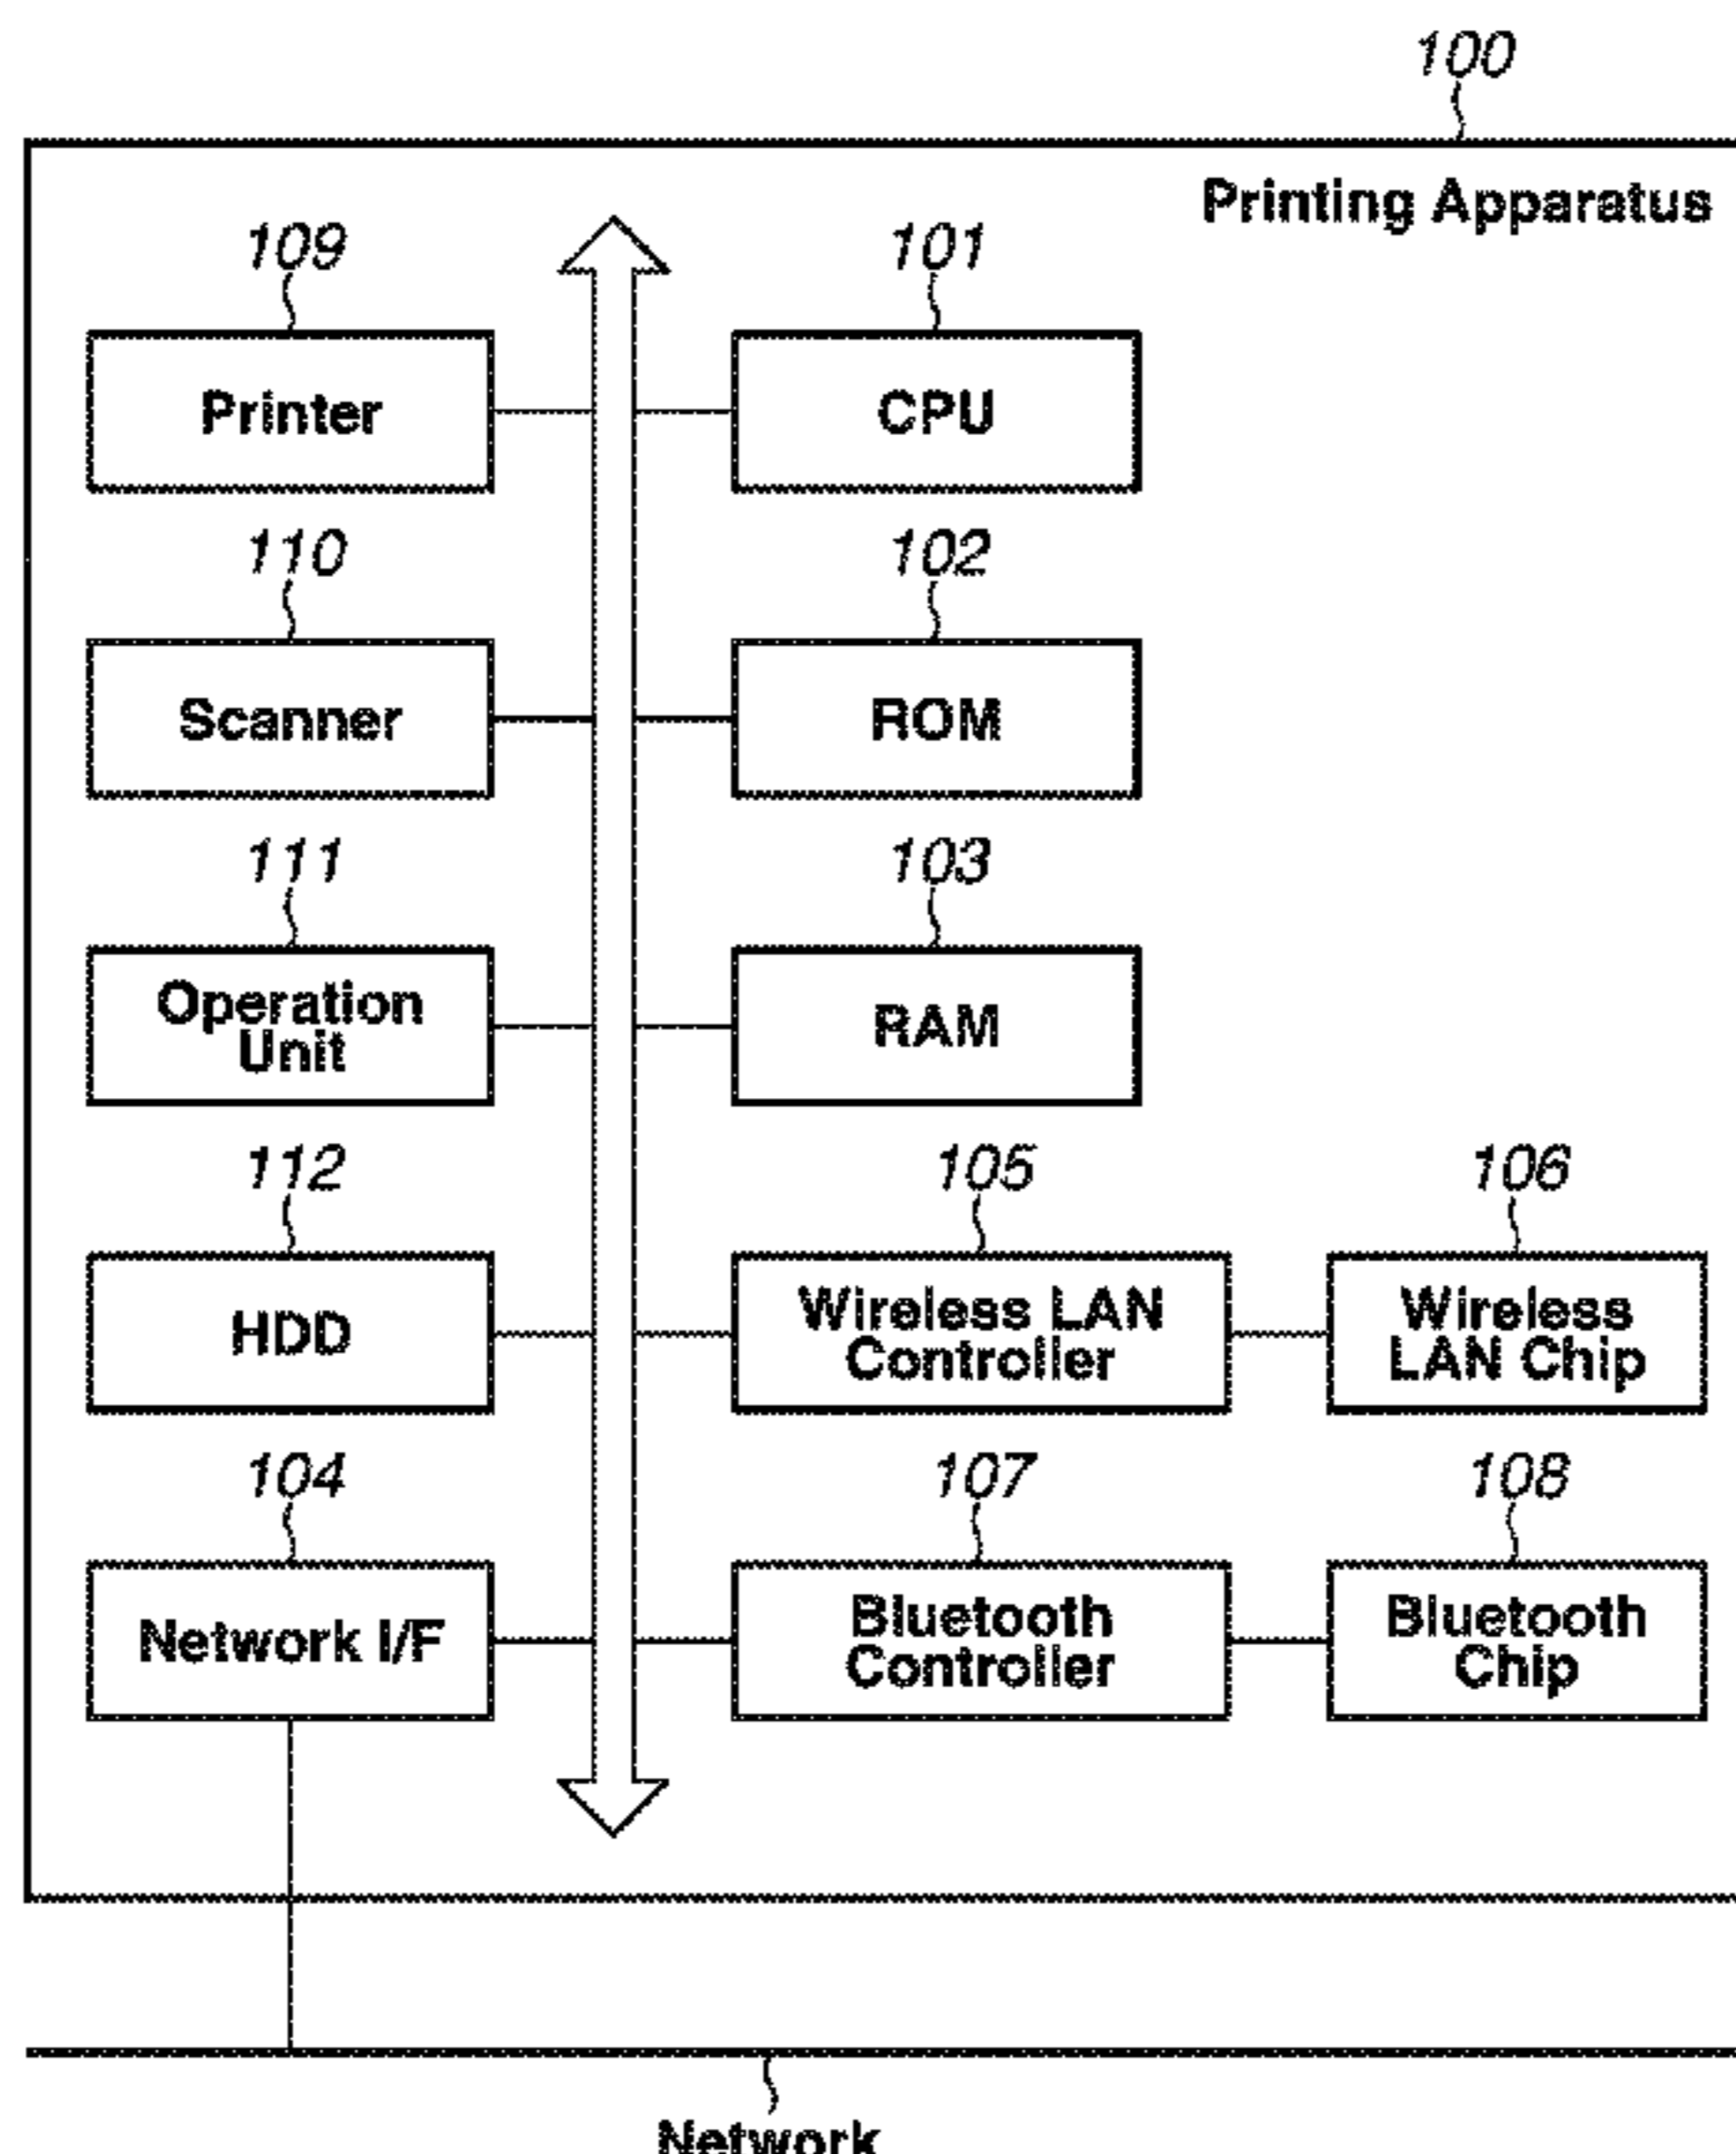 100
Printing Apparatus
109
101
Printer
CPU
110
102
Scanner
ROM
111
103
Operation
Unit
RAM
112
105
106
HDD
Wireless LAN
Controller
Wireless
LAN Chip
104
107
108
Network I/F
Bluetooth
Controller
Bluetooth
Chip
Network